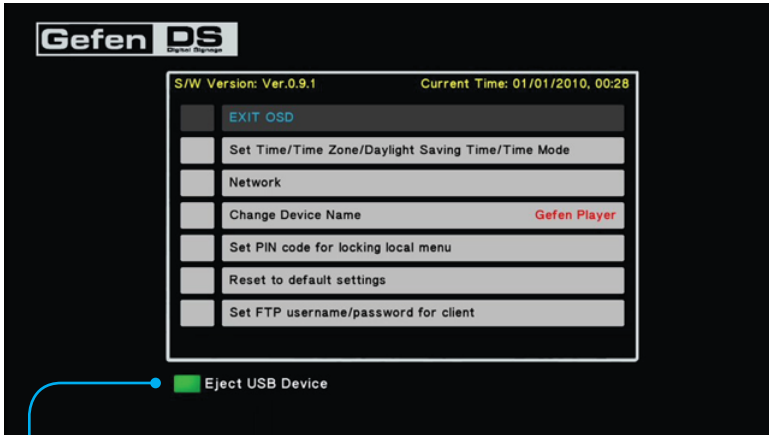 Gefen DS
Digital Signage
S/W Version: Ver.0.9.1 Current Time: 01/01/2010, 00:28
EXIT OSD
Set Time/Time Zone/Daylight Saving Time/Time Mode
Network
Change Device Name Gefen Player
Set PIN code for locking local menu
Reset to default settings
Set FTP username/password for client
Eject USB Device